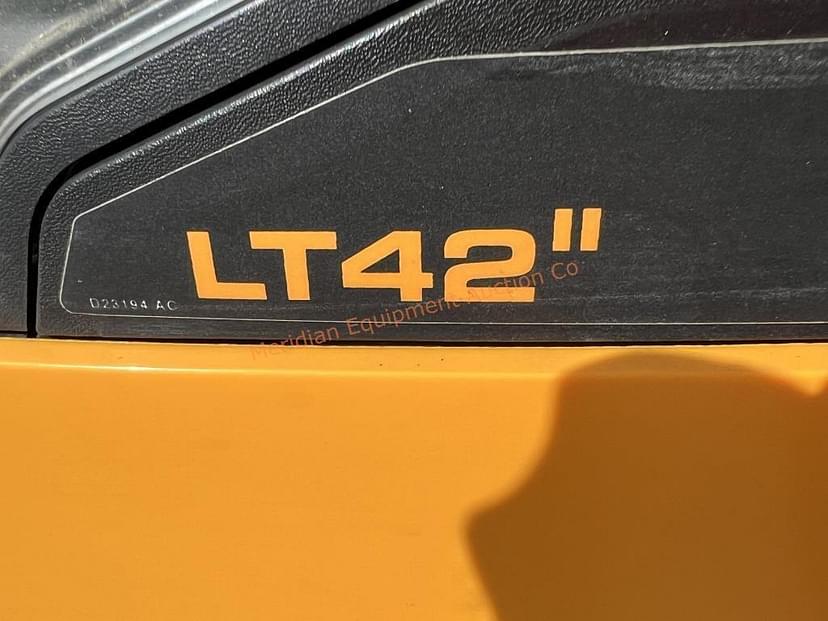 LT42"
D23194 AC
Meridian Equipment Auction Co